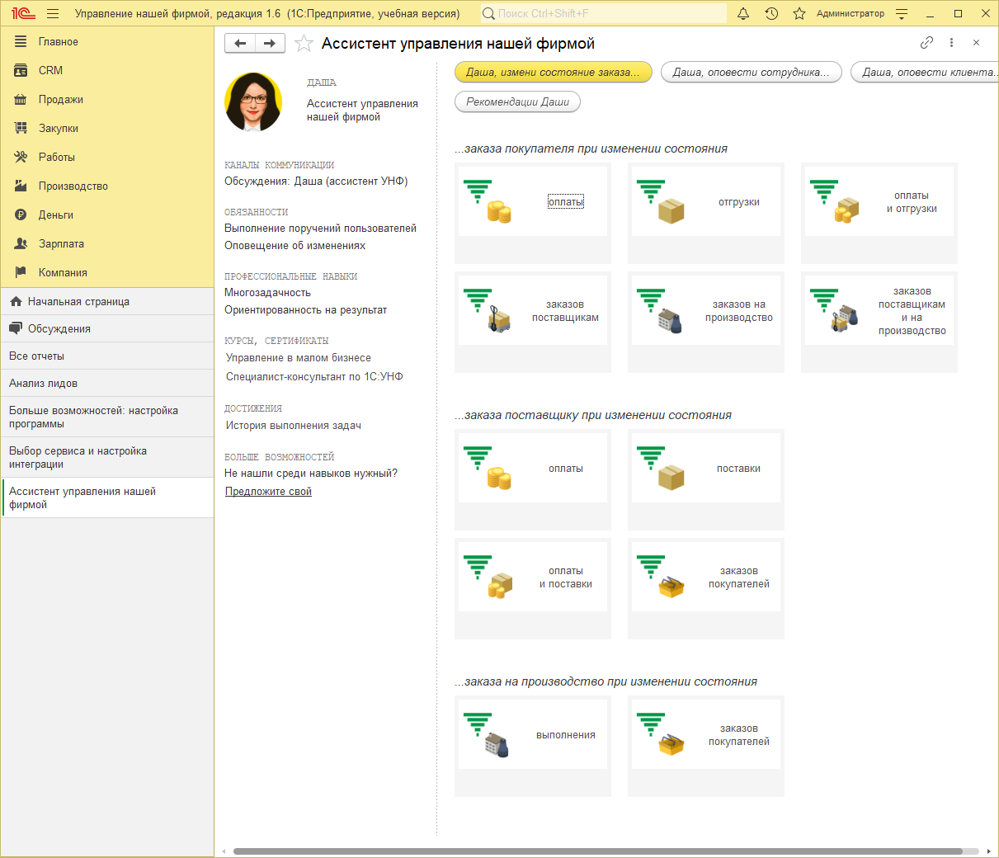 1С Управление нашей фирмой, редакция 1.6 (1С:Предприятие, учебная версия) Поиск Ctrl+Shift+F Администратор
Главное
CRM
Продажи
Закупки
Работы
Производство
Деньги
Зарплата
Компания
Начальная страница
Обсуждения
Все отчеты
Анализ лидов
Больше возможностей: настройка
программы
Выбор сервиса и настройка
интеграции
Ассистент управления нашей
фирмой
Ассистент управления нашей фирмой
ДАША
Ассистент управления
нашей фирмой
КАНАЛЫ КОММУНИКАЦИИ
Обсуждения: Даша (ассистент УНФ)
ОБЯЗАННОСТИ
Выполнение поручений пользователей
Оповещение об изменениях
ПРОФЕССИОНАЛЬНЫЕ НАВЫКИ
Многозадачность
Ориентированность на результат
КУРСЫ, СЕРТИФИКАТЫ
Управление в малом бизнесе
Специалист-консультант по 1С:УНФ
ДОСТИЖЕНИЯ
История выполнения задач
БОЛЬШЕ ВОЗМОЖНОСТЕЙ
Не нашли среди навыков нужный?
Предложите свой
Даша, измени состояние заказа... Даша, оповести сотрудника... Даша, оповести клиента...
Рекомендации Даши
...заказа покупателя при изменении состояния
оплаты
отгрузки
оплаты
и отгрузки
заказов
поставщикам
заказов на
производство
заказов
поставщикам
и на
производство
...заказа поставщику при изменении состояния
оплаты
поставки
оплаты
и поставки
заказов
покупателей
...заказа на производство при изменении состояния
выполнения
заказов
покупателей